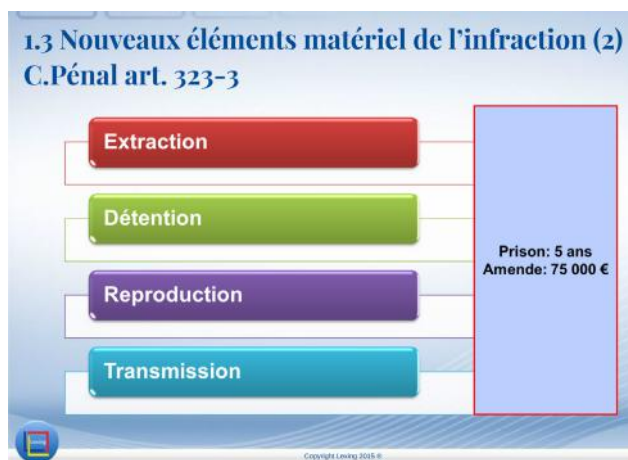 1.3 Nouveaux éléments matériel de l'infraction (2)
C.Pénal art. 323-3
Extraction
Détention
Reproduction
Transmission
Prison: 5 ans
Amende: 75 000 €
Copyright Lexing 2015 ®